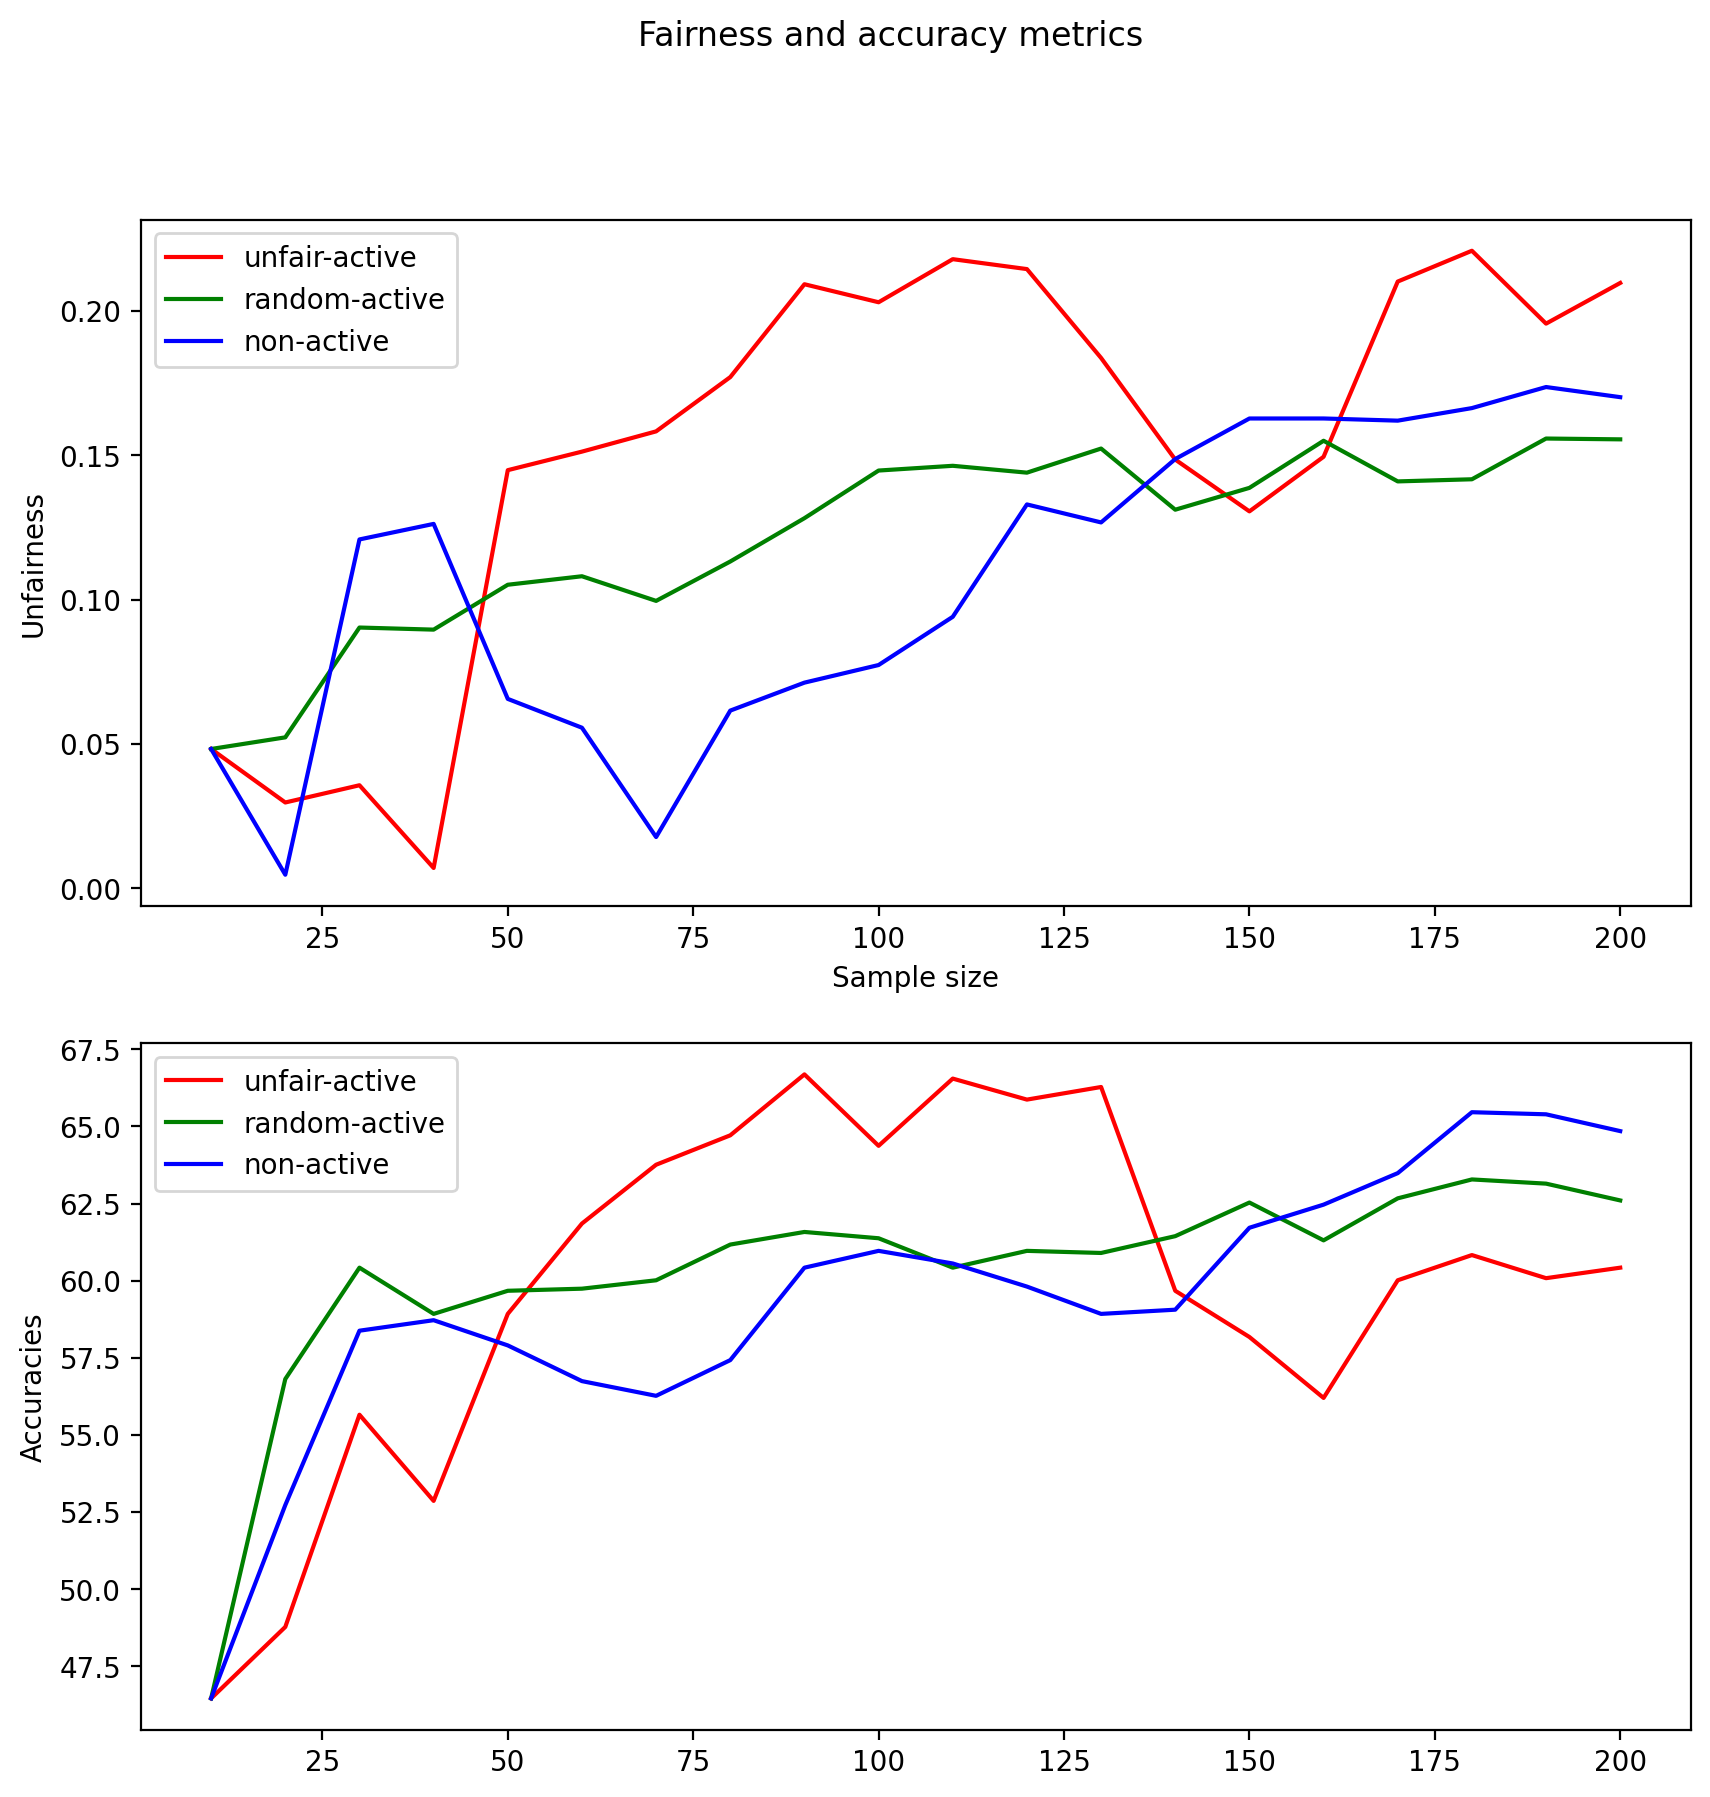 Fairness and accuracy metrics
unfair-active
random-active
non-active
0.20
0.15
0.10
0.05
0.00
Unfairness
25 50 75 100 125 150 175 200
Sample size
67.5
unfair-active
random-active
non-active
65.0
62.5
60.0
57.5
55.0
52.5
50.0
47.5
Accuracies
25 50 75 100 125 150 175 200